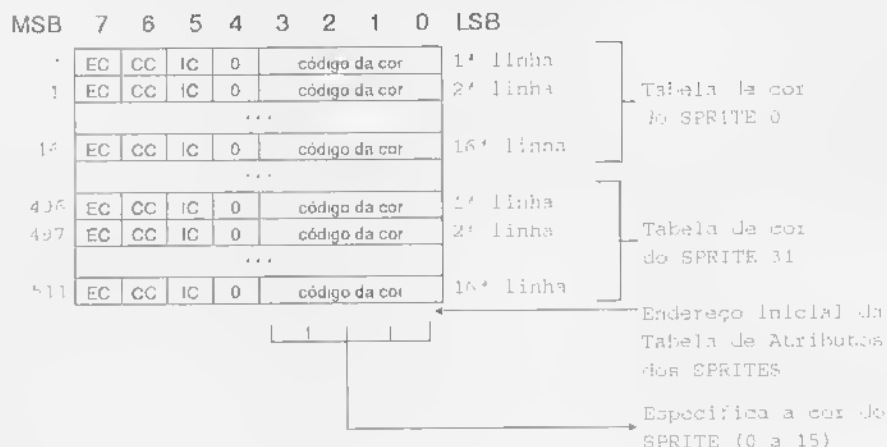 MSB 7 6 5 4 3 2 1 0 LSB
EC CC IC 0 código da cor 1ª linha
1 EC CC IC 0 código da cor 2ª linha
...
EC CC IC 0 código da cor 16ª linha
...
496 EC CC IC 0 código da cor 1ª linha
497 EC CC IC 0 código da cor 2ª linha
...
511 EC CC IC 0 código da cor 16ª linha
Tabela de cor
do SPRITE 0
Tabela de cor
do SPRITE 31
Endereço inicial da
Tabela de Atributos
dos SPRITES
Especifica a cor do
SPRITE (0 a 15)